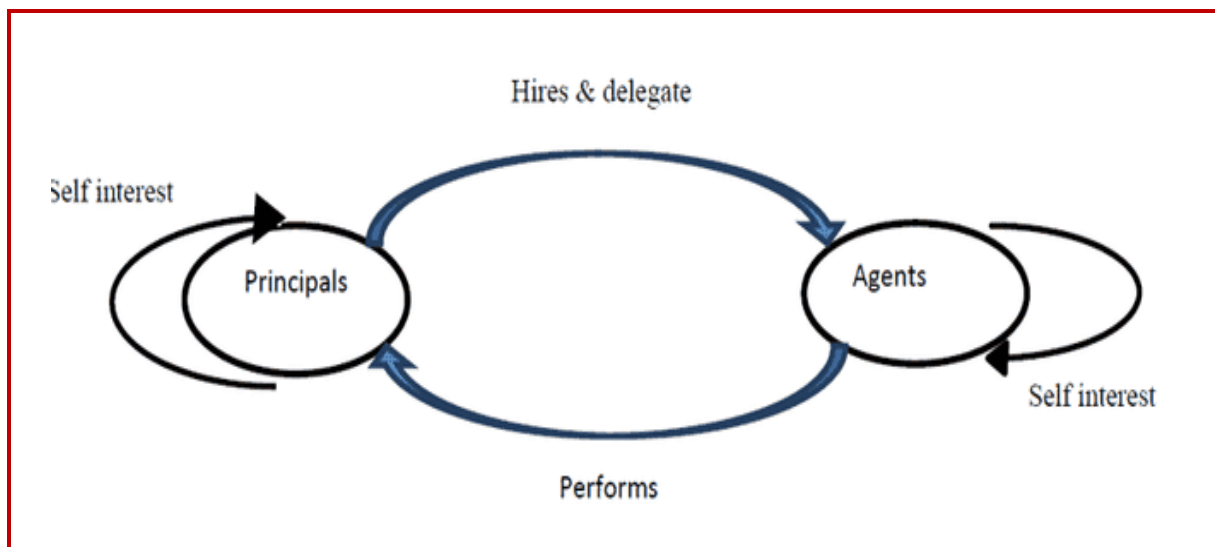 Hires & delegate
Self interest
Principals
Agents
Self interest
Performs